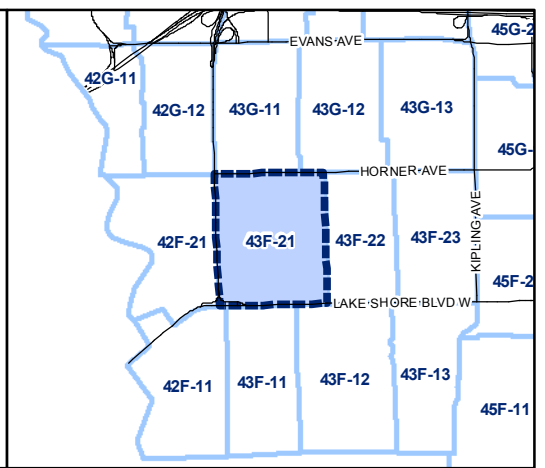 45G-2
EVANS AVE
42G-11
42G-12
43G-11
43G-12
43G-13
45G-
HORNER AVE
KIPLING AVE
42F-21
43F-21
43F-22
43F-23
45F-2
LAKE SHORE BLVD W
42F-11
43F-11
43F-12
43F-13
45F-11